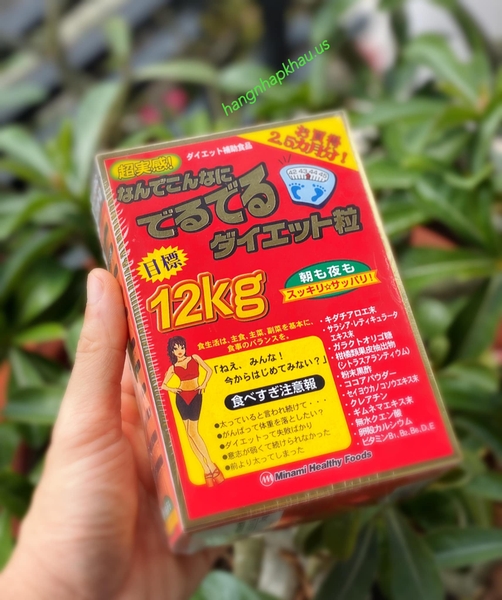 hangnhapkhau.us
ダイエット補助食品
お買得
2.5カ月分!
超実感!
なんでこんなに
でるでる
ダイエット粒
目標
12kg
朝も夜も
スッキリ☆サッパリ!
食生活は、主食、主菜、副菜を基本に、
食事のバランスを。
「ねえ、みんな!
今からはじめてみない?」
食べすぎ注意報
●太っていると言われ続けて・・・
●がんばって体重を落としたい?
●ダイエットって失敗ばかり
●意志が弱くて続けられなかった
●前より太ってしまった
・キダチアロエ末
・サラシア・レティキュラータ
エキス末
・ガラクトオリゴ糖
・柑橘類果皮抽出物
(シトラスアランティウム)
・粉末黒酢
・ココアパウダー
・セイヨウカノコソウエキス末
・クレアチン
・ギムネマエキス末
・無水クエン酸
・卵殻カルシウム
・ビタミンB1、B2、B6、D、E
Minami Healthy Foods